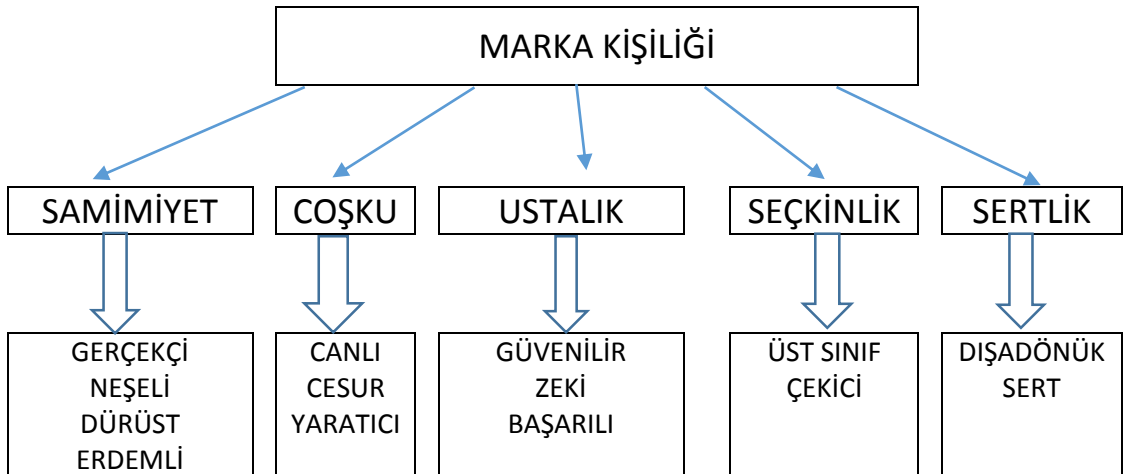 MARKA KİŞİLİĞİ
SAMİMİYET
COŞKU
USTALIK
SEÇKİNLİK
SERTLİK
GERÇEKÇİ
NEŞELİ
DÜRÜST
ERDEMLİ
CANLI
CESUR
YARATICI
GÜVENİLİR
ZEKİ
BAŞARILI
ÜST SINIF
ÇEKİCİ
DIŞADÖNÜK
SERT